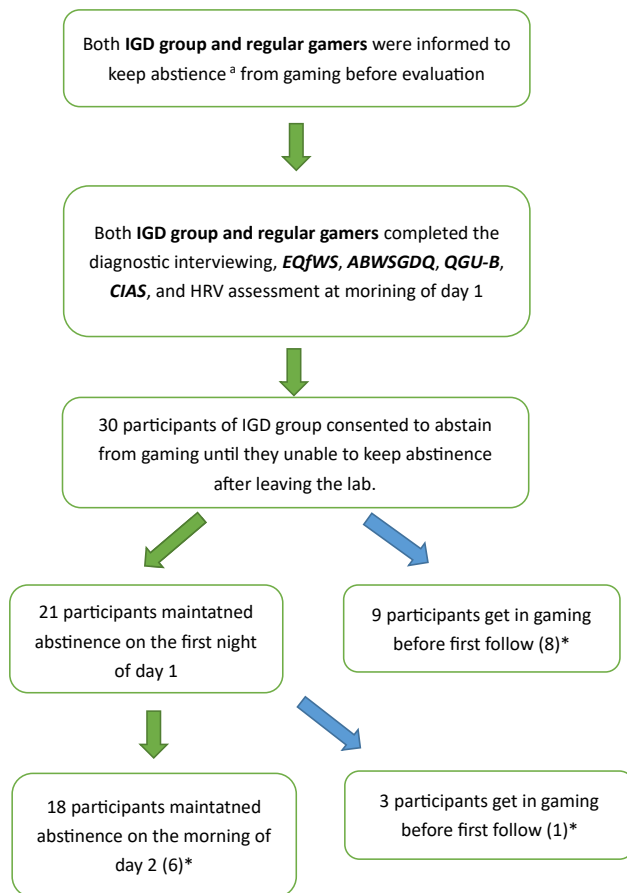 Both IGD group and regular gamers were informed to
keep abstience a from gaming before evaluation
Both IGD group and regular gamers completed the
diagnostic interviewing, EQfWS, ABWSGDQ, QGU-B,
CIAS, and HRV assessment at morining of day 1
30 participants of IGD group consented to abstain
from gaming until they unable to keep abstinence
after leaving the lab.
21 participants maintatned
abstinence on the first night
of day 1
9 participants get in gaming
before first follow (8)*
18 participants maintatned
abstinence on the morning of
day 2 (6)*
3 participants get in gaming
before first follow (1)*